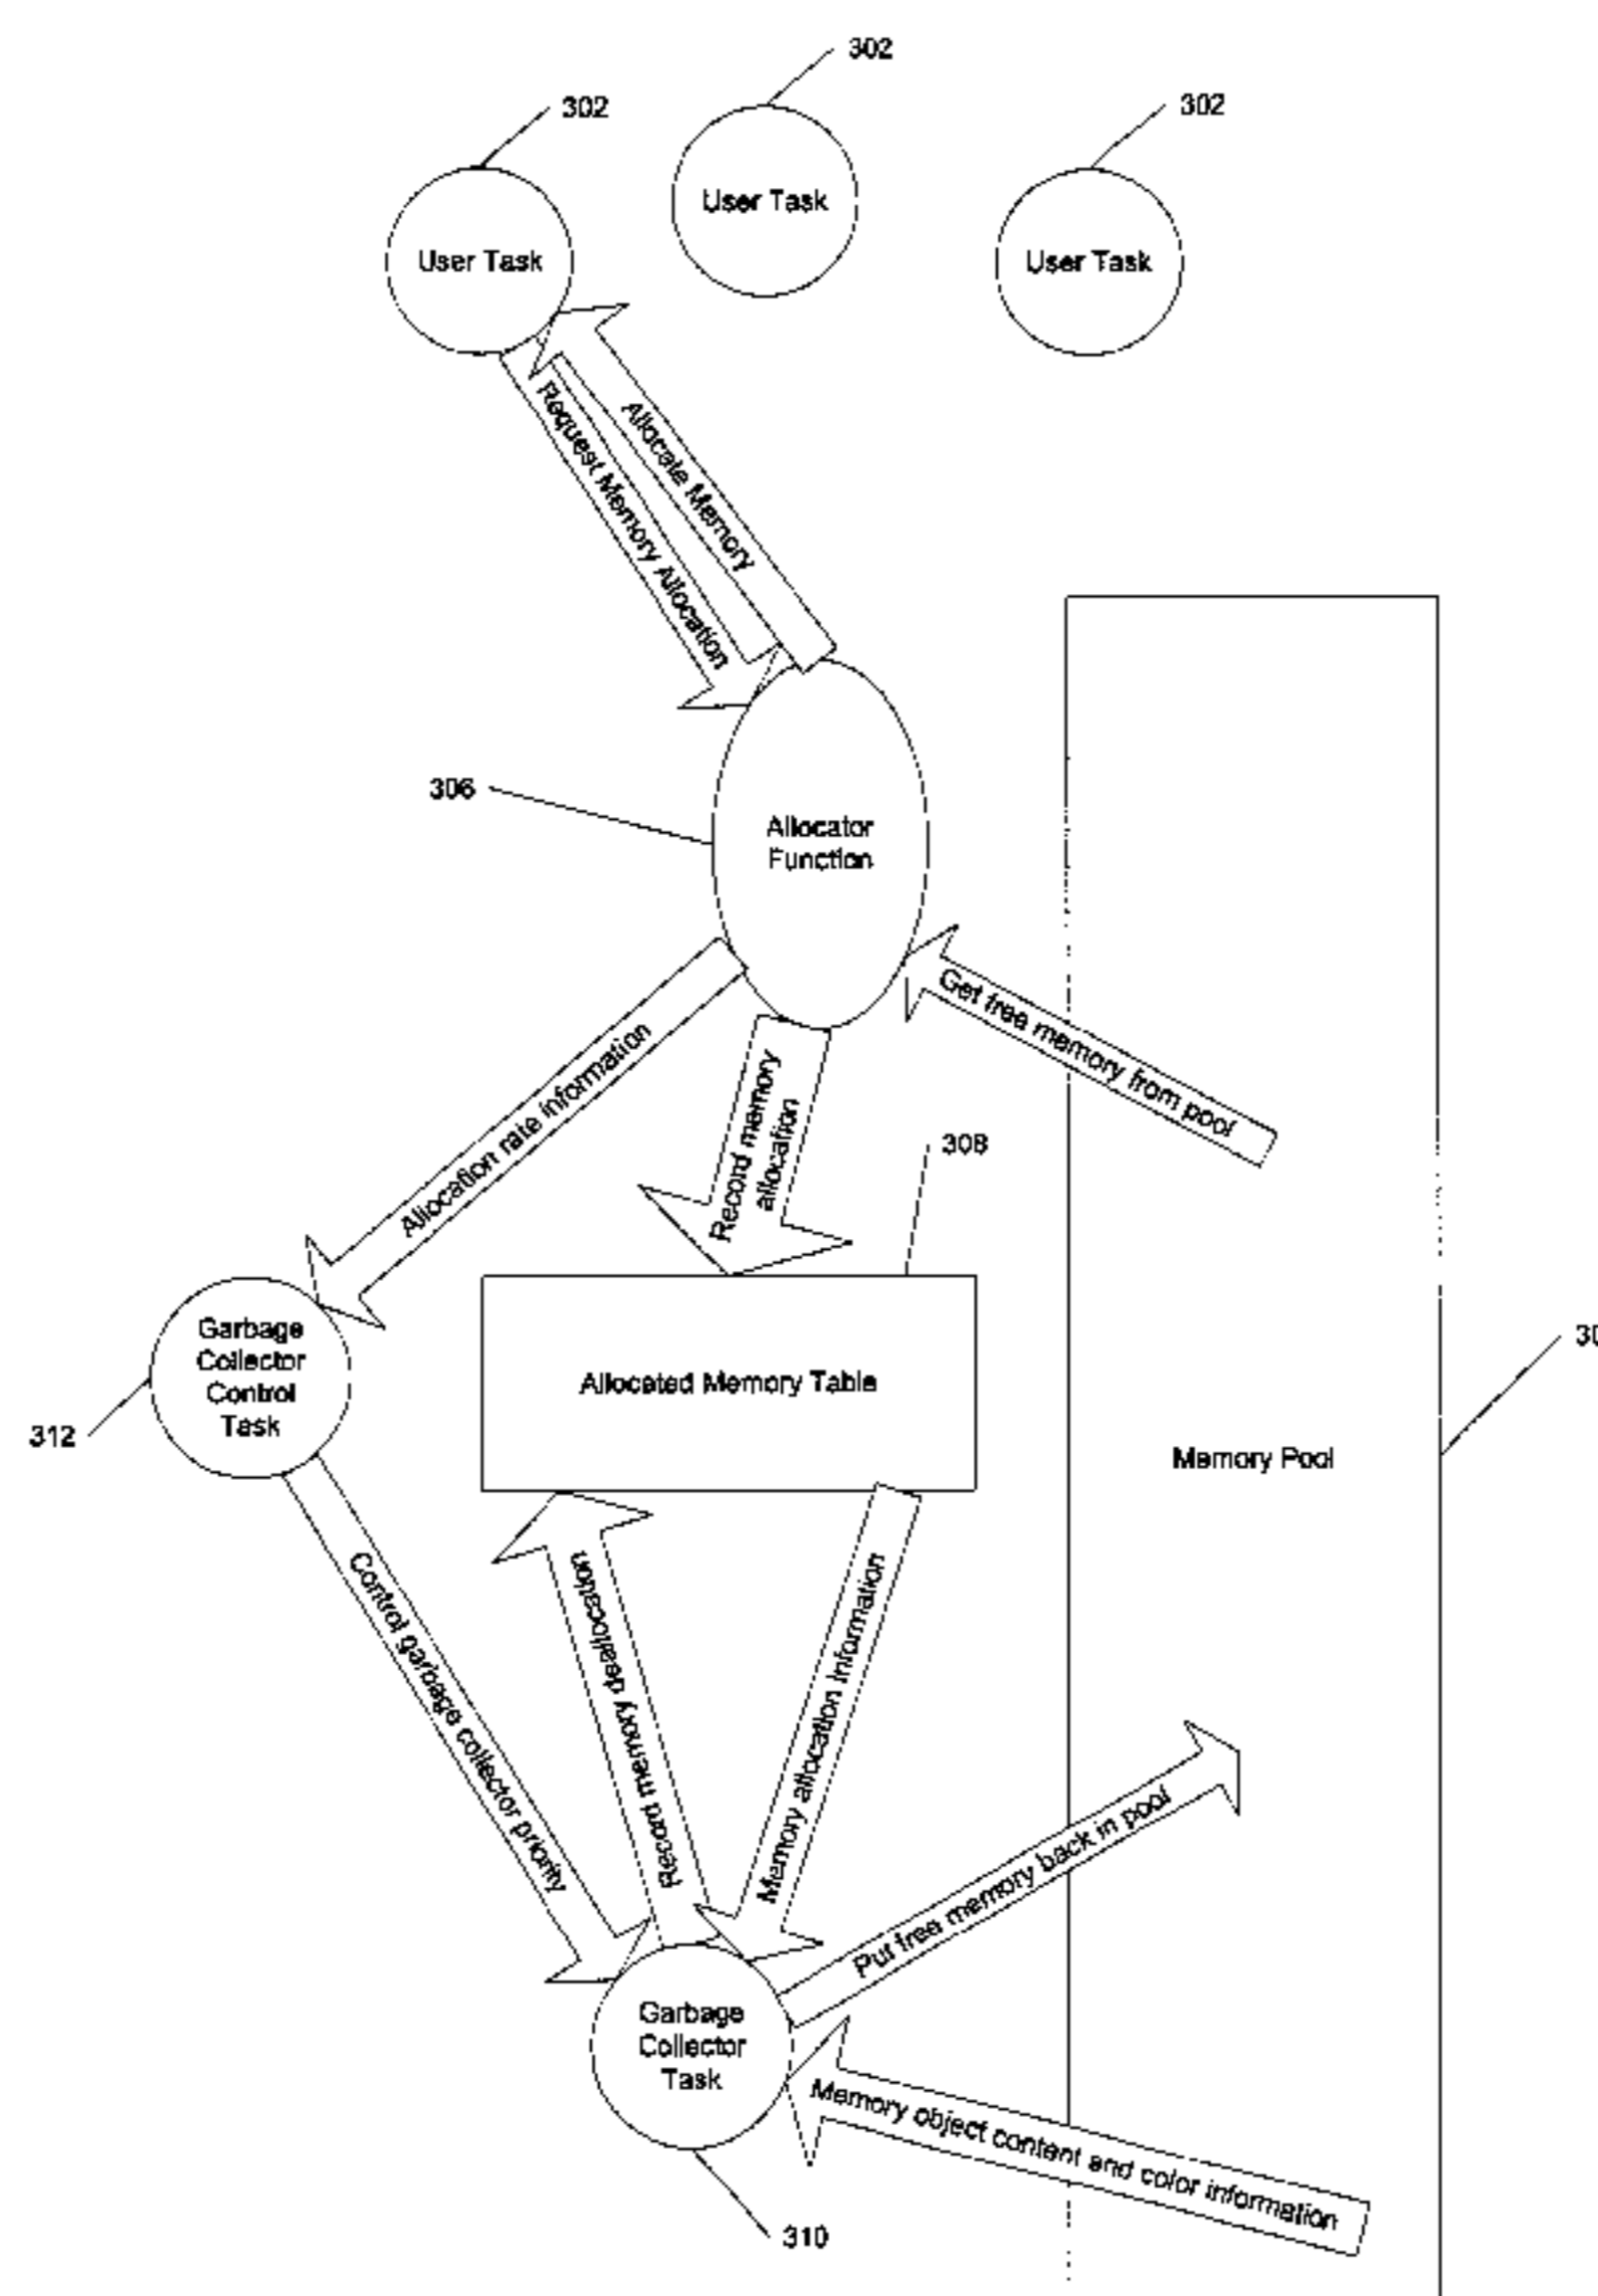 302
302
302
User Task
User Task
User Task
Request Memory Allocation
Allocate Memory
306
Allocator
Function
Get free memory from pool
Allocation rate information
Record memory
allocation
308
Garbage
Collector
Control
Task
312
Allocated Memory Table
Memory Pool
30
Control garbage collector priority
Record memory deallocation
Memory allocation information
Put free memory back in pool
Garbage
Collector
Task
Memory object content and color information
310